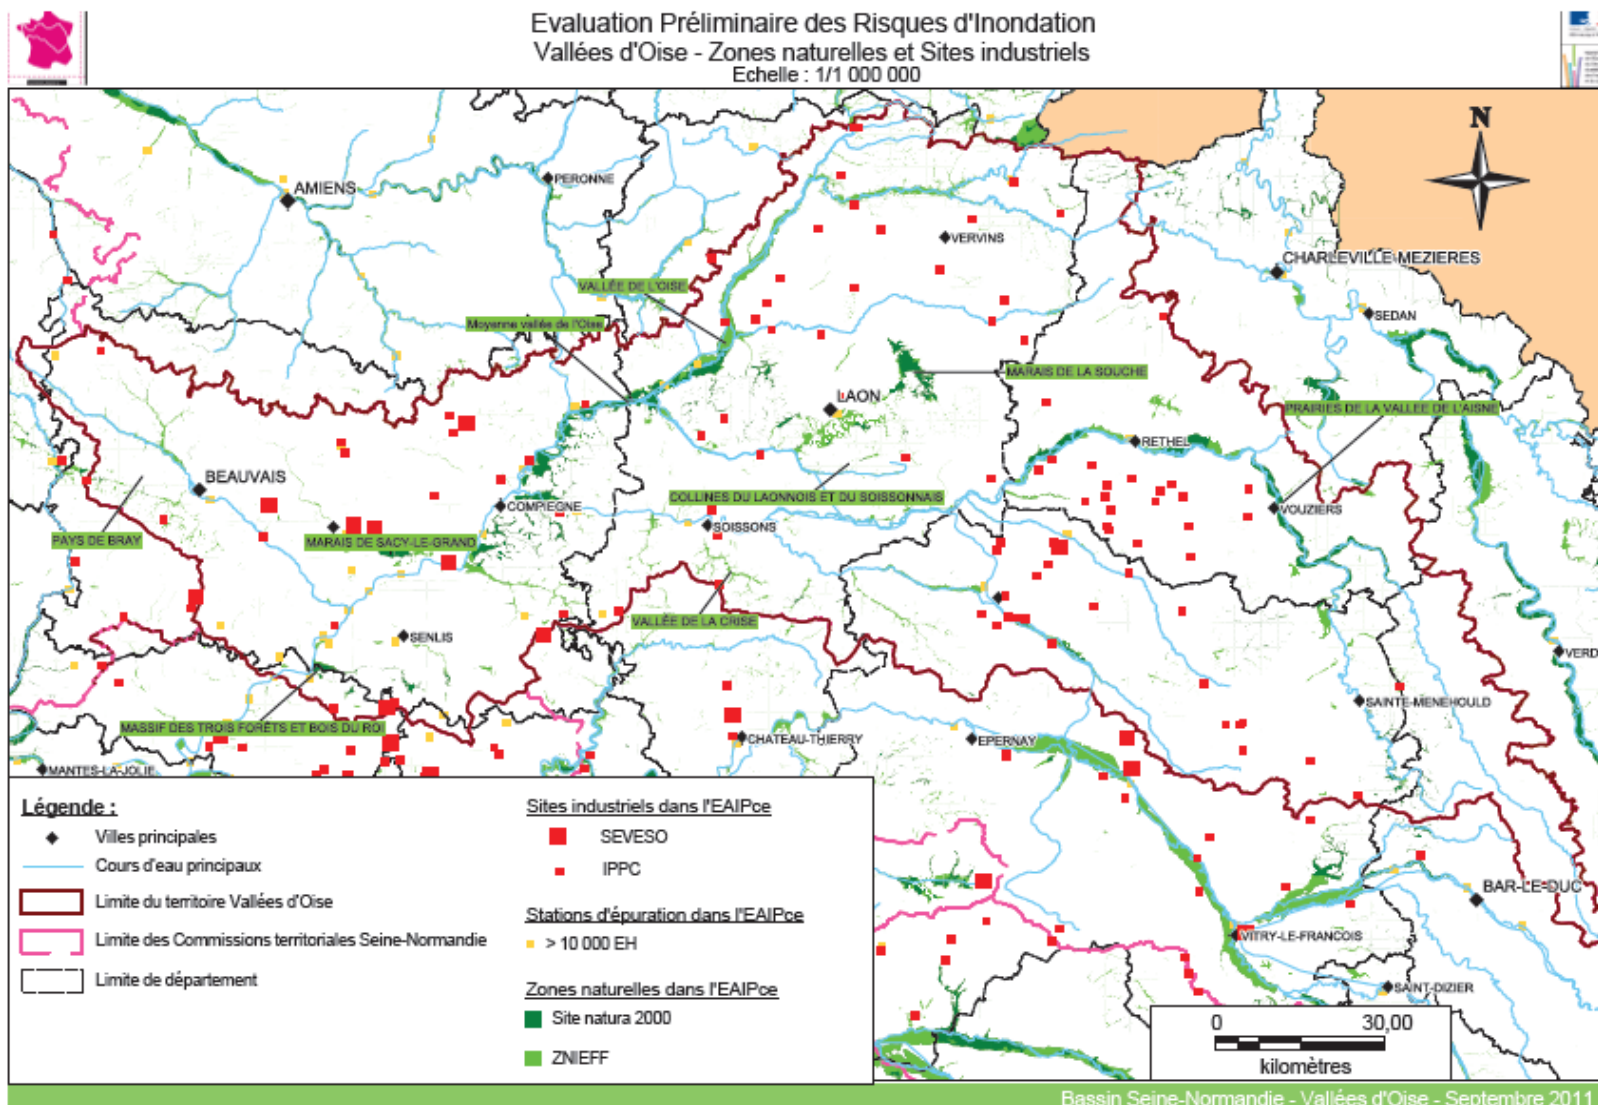 Evaluation Préliminaire des Risques d'Inondation
Vallées d'Oise - Zones naturelles et Sites industriels
Echelle : 1/1 000 000
N
AMIENS
PERONNE
VERVINS
CHARLEVILLE-MEZIERES
VALLÉE DE L'OISE
Moyenne vallée de l'Oise
SEDAN
MARAIS DE LA SOUCHE
LAON
PRAIRIES DE LA VALLEE DE L'AISNE
RETHEL
BEAUVAIS
COLLINES DU LAONNOIS ET DU SOISSONNAIS
COMPIEGNE
VOUZIERS
SOISSONS
PAYS DE BRAY
MARAIS DE SACY-LE-GRAND
VALLÉE DE LA CRISE
SENLIS
VERD
SAINTE-MENEHOULD
MASSIF DES TROIS FORÊTS ET BOIS DU ROI
CHATEAU-THIERRY
EPERNAY
MANTES-LA-JOLIE
BAR-LE-DUC
VITRY-LE-FRANCOIS
SAINT-DIZIER
Légende :
Villes principales
Cours d'eau principaux
Limite du territoire Vallées d'Oise
Limite des Commissions territoriales Seine-Normandie
Limite de département
Sites industriels dans l'EAIPce
SEVESO
IPPC
Stations d'épuration dans l'EAIPce
> 10 000 EH
Zones naturelles dans l'EAIPce
Site natura 2000
ZNIEFF
0 30,00
kilomètres
Bassin Seine-Normandie - Vallées d'Oise - Septembre 2011